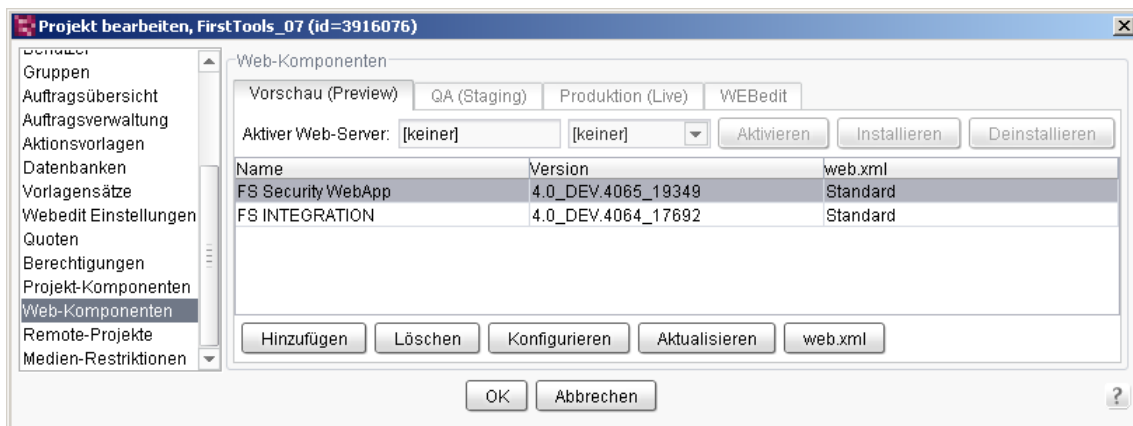 Projekt bearbeiten, FirstTools_07 (id=3916076)
Benutzer
Gruppen
Auftragsübersicht
Auftragsverwaltung
Aktionsvorlagen
Datenbanken
Vorlagensätze
Webedit Einstellungen
Quoten
Berechtigungen
Projekt-Komponenten
Web-Komponenten
Remote-Projekte
Medien-Restriktionen
Web-Komponenten
Vorschau (Preview) QA (Staging) Produktion (Live) WEBedit
Aktiver Web-Server: [keiner] [keiner] Aktivieren Installieren Deinstallieren
Name Version web.xml
FS Security WebApp 4.0_DEV.4065_19349 Standard
FS INTEGRATION 4.0_DEV.4064_17692 Standard
Hinzufügen Löschen Konfigurieren Aktualisieren web.xml
OK Abbrechen ?